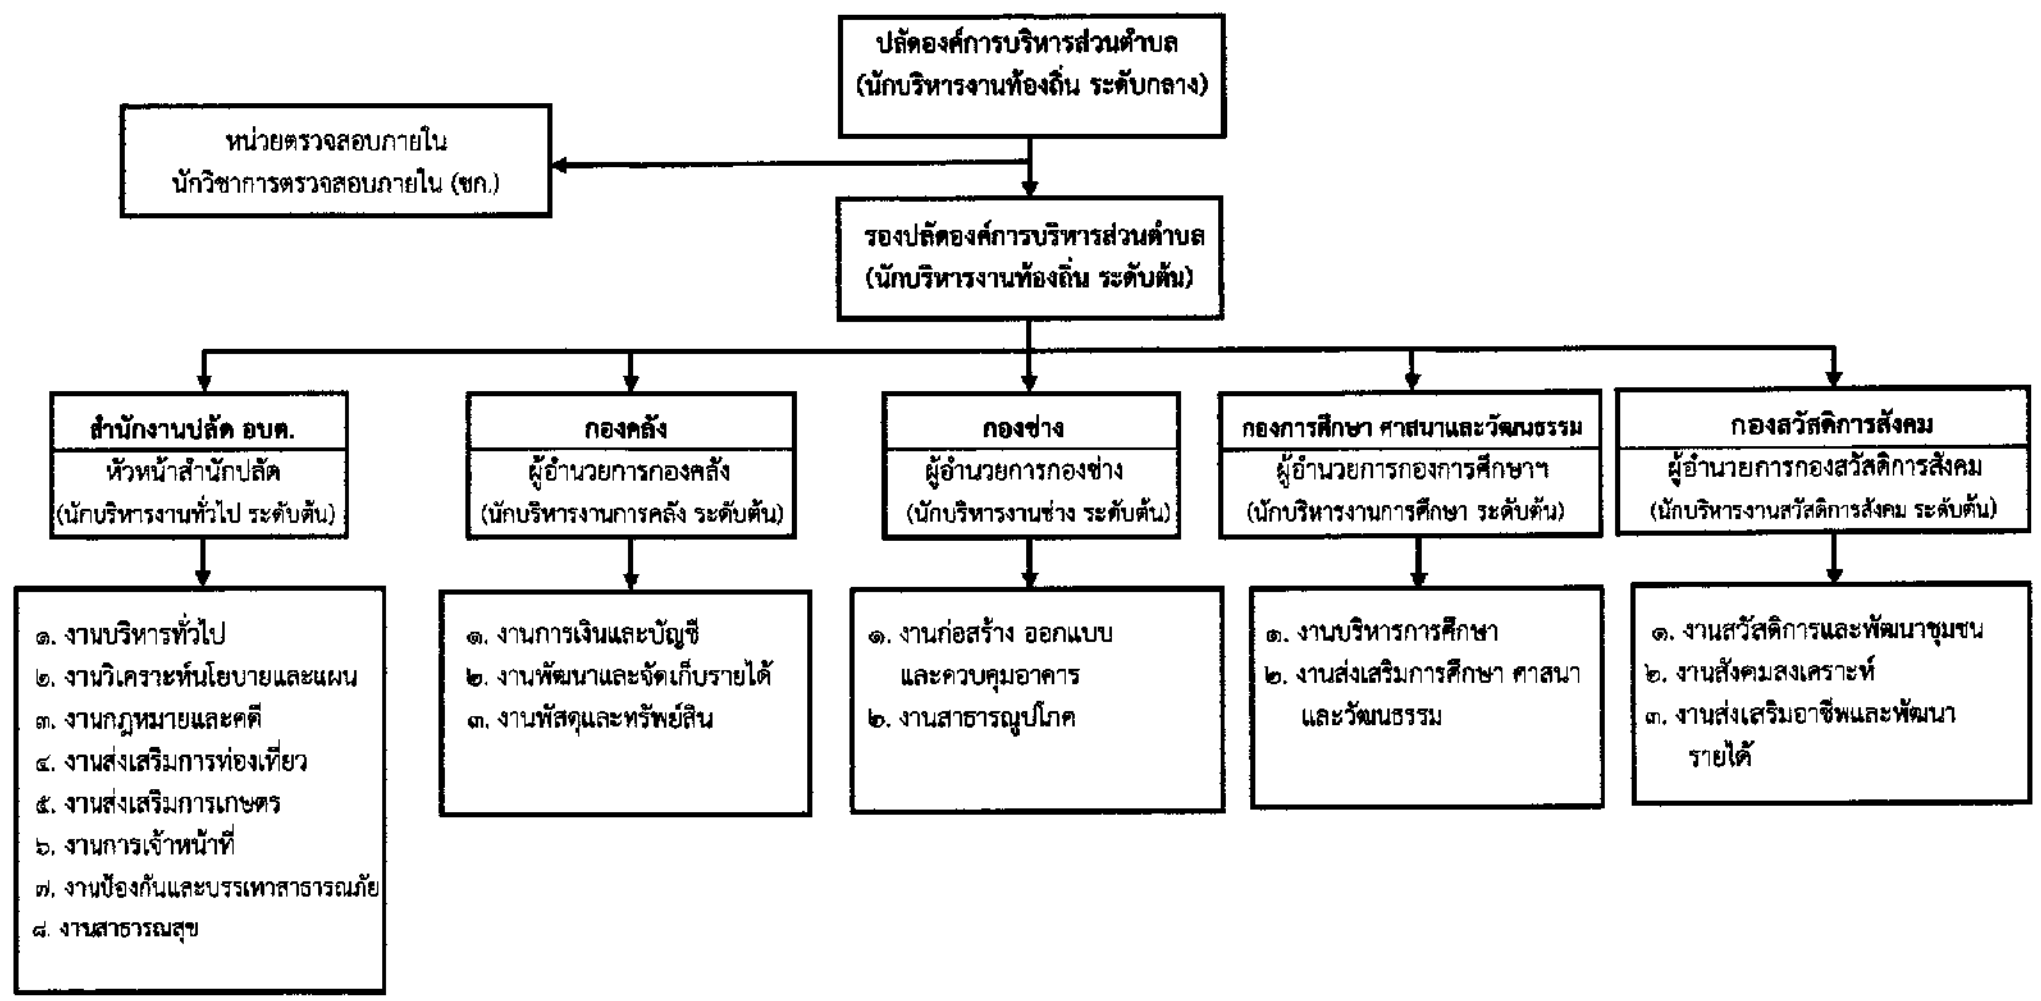 ปลัดองค์การบริหารส่วนตำบล
(นักบริหารงานท้องถิ่น ระดับกลาง)
หน่วยตรวจสอบภายใน
นักวิชาการตรวจสอบภายใน (ชก.)
รองปลัดองค์การบริหารส่วนตำบล
(นักบริหารงานท้องถิ่น ระดับต้น)
สำนักงานปลัด อบต.
หัวหน้าสำนักปลัด
(นักบริหารงานทั่วไป ระดับต้น)
กองคลัง
ผู้อำนวยการกองคลัง
(นักบริหารงานการคลัง ระดับต้น)
กองช่าง
ผู้อำนวยการกองช่าง
(นักบริหารงานช่าง ระดับต้น)
กองการศึกษา ศาสนาและวัฒนธรรม
ผู้อำนวยการกองการศึกษาฯ
(นักบริหารงานการศึกษา ระดับต้น)
กองสวัสดิการสังคม
ผู้อำนวยการกองสวัสดิการสังคม
(นักบริหารงานสวัสดิการสังคม ระดับต้น)
๑. งานบริหารทั่วไป
๒. งานวิเคราะห์นโยบายและแผน
๓. งานกฎหมายและคดี
๔. งานส่งเสริมการท่องเที่ยว
๕. งานส่งเสริมการเกษตร
๖. งานการเจ้าหน้าที่
๗. งานป้องกันและบรรเทาสาธารณภัย
๘. งานสาธารณสุข
๑. งานการเงินและบัญชี
๒. งานพัฒนาและจัดเก็บรายได้
๓. งานพัสดุและทรัพย์สิน
๑. งานก่อสร้าง ออกแบบ
และควบคุมอาคาร
๒. งานสาธารณูปโภค
๑. งานบริหารการศึกษา
๒. งานส่งเสริมการศึกษา ศาสนา
และวัฒนธรรม
๑. งานสวัสดิการและพัฒนาชุมชน
๒. งานสังคมสงเคราะห์
๓. งานส่งเสริมอาชีพและพัฒนา
รายได้